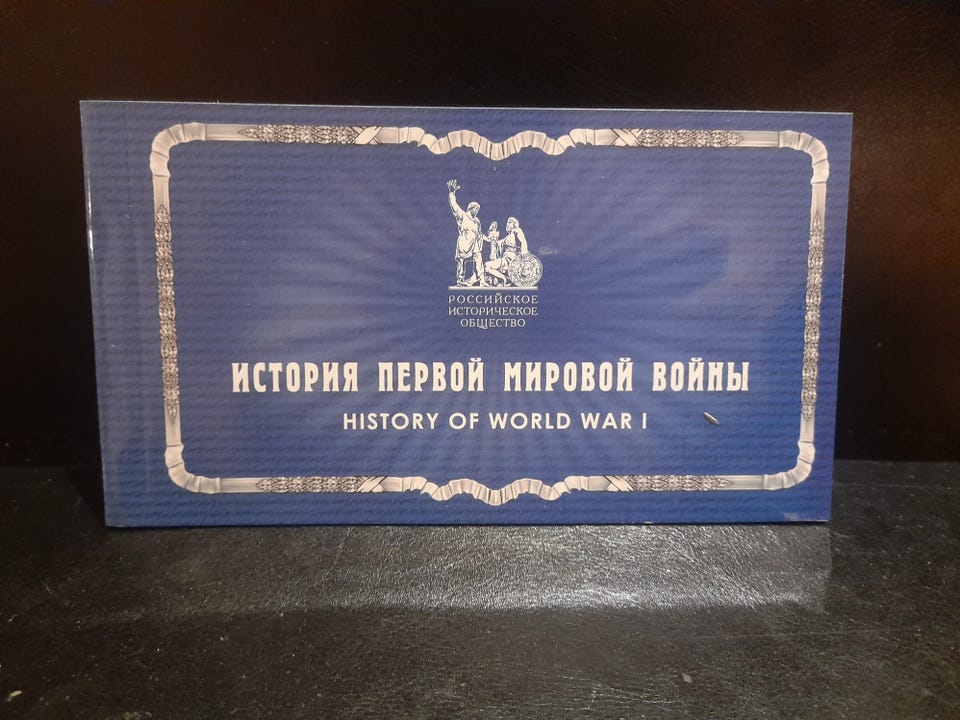 РОССИЙСКОЕ
ИСТОРИЧЕСКОЕ
ОБЩЕСТВО
ИСТОРИЯ ПЕРВОЙ МИРОВОЙ ВОЙНЫ
HISTORY OF WORLD WAR I